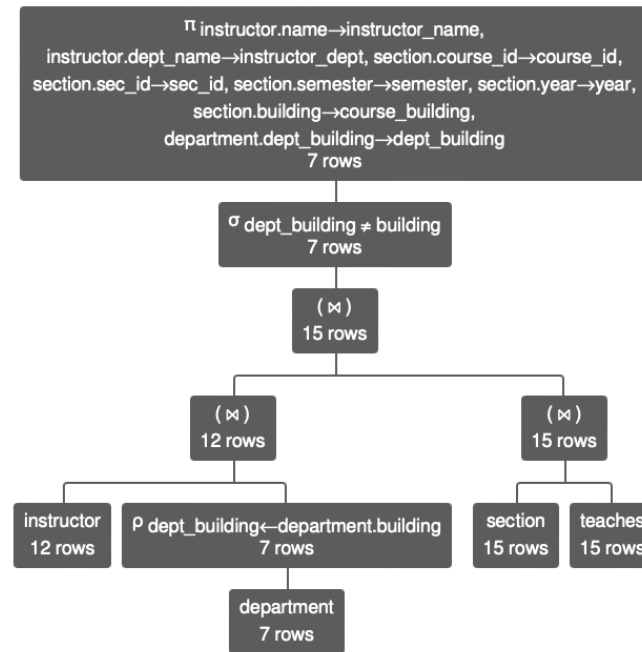 π instructor.name→instructor_name,
instructor.dept_name→instructor_dept, section.course_id→course_id,
section.sec_id→sec_id, section.semester→semester, section.year→year,
section.building→course_building,
department.dept_building→dept_building
7 rows
σ dept_building ≠ building
7 rows
( ⋈ )
15 rows
( ⋈ )
12 rows
( ⋈ )
15 rows
instructor
12 rows
ρ dept_building←department.building
7 rows
section
15 rows
teaches
15 rows
department
7 rows